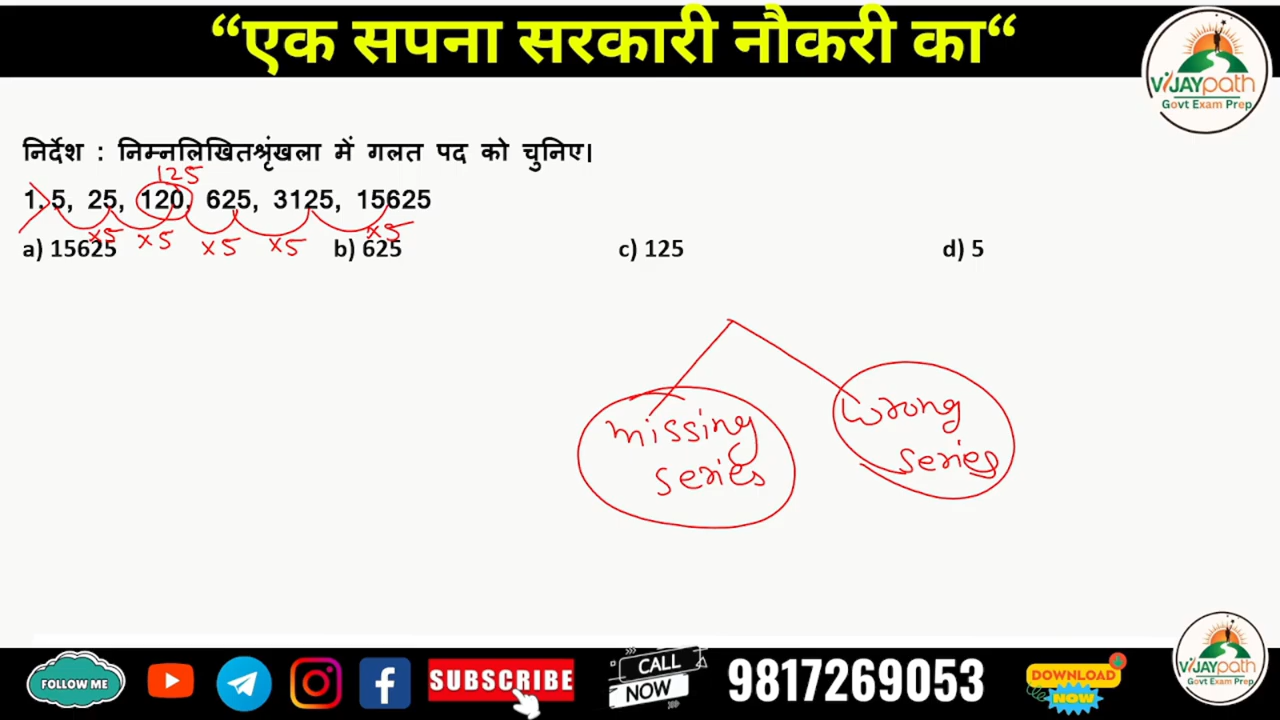 “एक सपना सरकारी नौकरी का“
VIJAYpath
Govt Exam Prep
निर्देश : निम्नलिखितश्रृंखला में गलत पद को चुनिए।
125
1. 5, 25, 120, 625, 3125, 15625
×5 ×5 ×5 ×5 ×5
a) 15625 b) 625 c) 125 d) 5
missing
series
wrong
series
FOLLOW ME
SUBSCRIBE
CALL
NOW
9817269053
DOWNLOAD
NOW
VIJAYpath
Govt Exam Prep